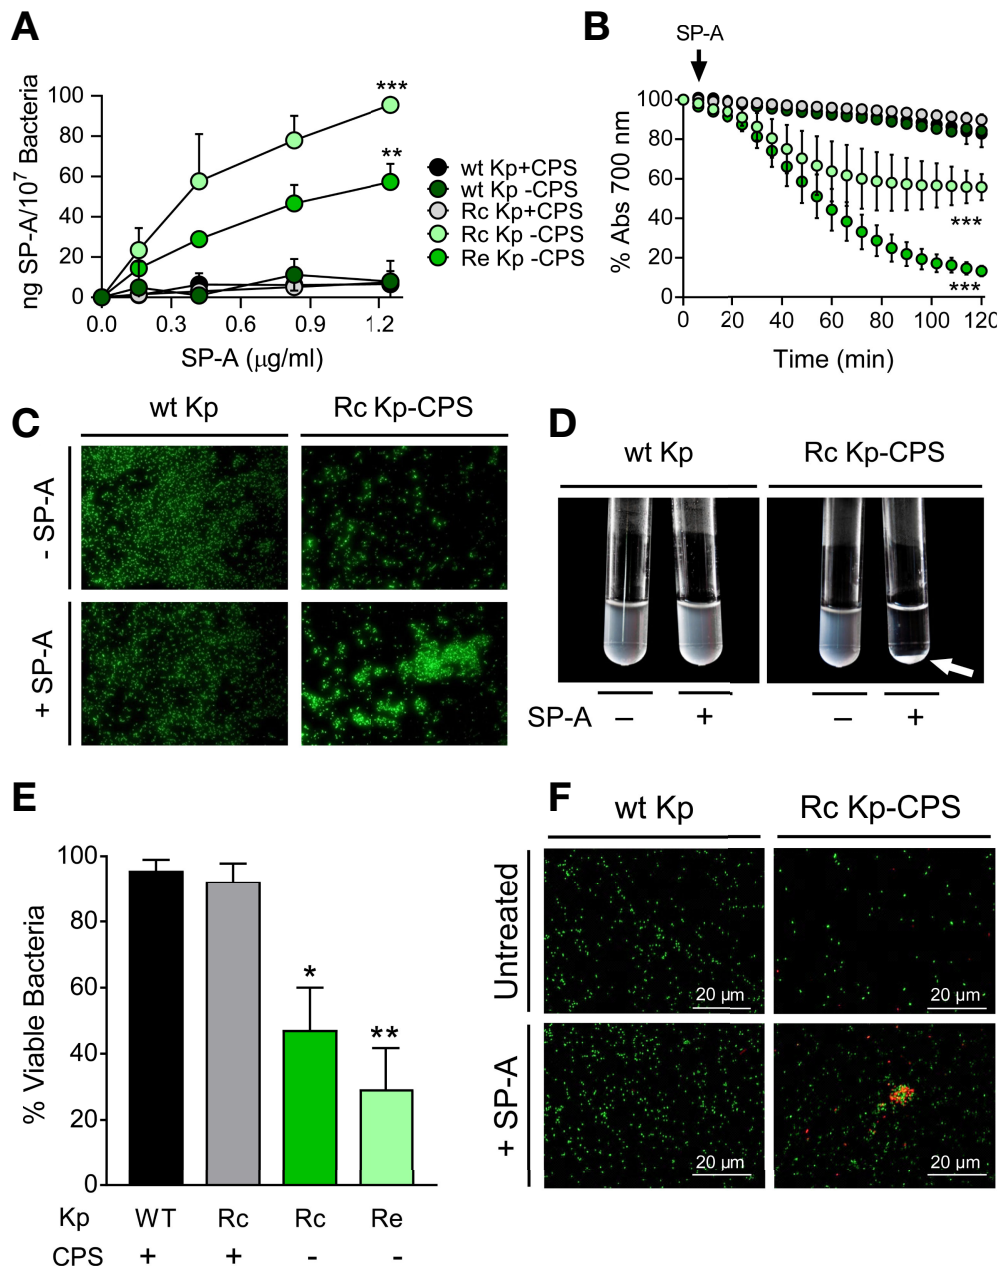 A
ng SP-A/10⁷ Bacteria
100
80
60
40
20
0
0.0 0.3 0.6 0.9 1.2
SP-A (μg/ml)
***
**
wt Kp+CPS
wt Kp -CPS
Rc Kp+CPS
Rc Kp -CPS
Re Kp -CPS
B
SP-A
% Abs 700 nm
100
80
60
40
20
0
0 20 40 60 80 100 120
Time (min)
***
***
C
wt Kp Rc Kp-CPS
- SP-A
+ SP-A
D
wt Kp Rc Kp-CPS
SP-A – + – +
E
% Viable Bacteria
100
80
60
40
20
0
*
**
Kp WT Rc Rc Re
CPS + + - -
F
wt Kp Rc Kp-CPS
Untreated
20 μm 20 μm
+ SP-A
20 μm 20 μm